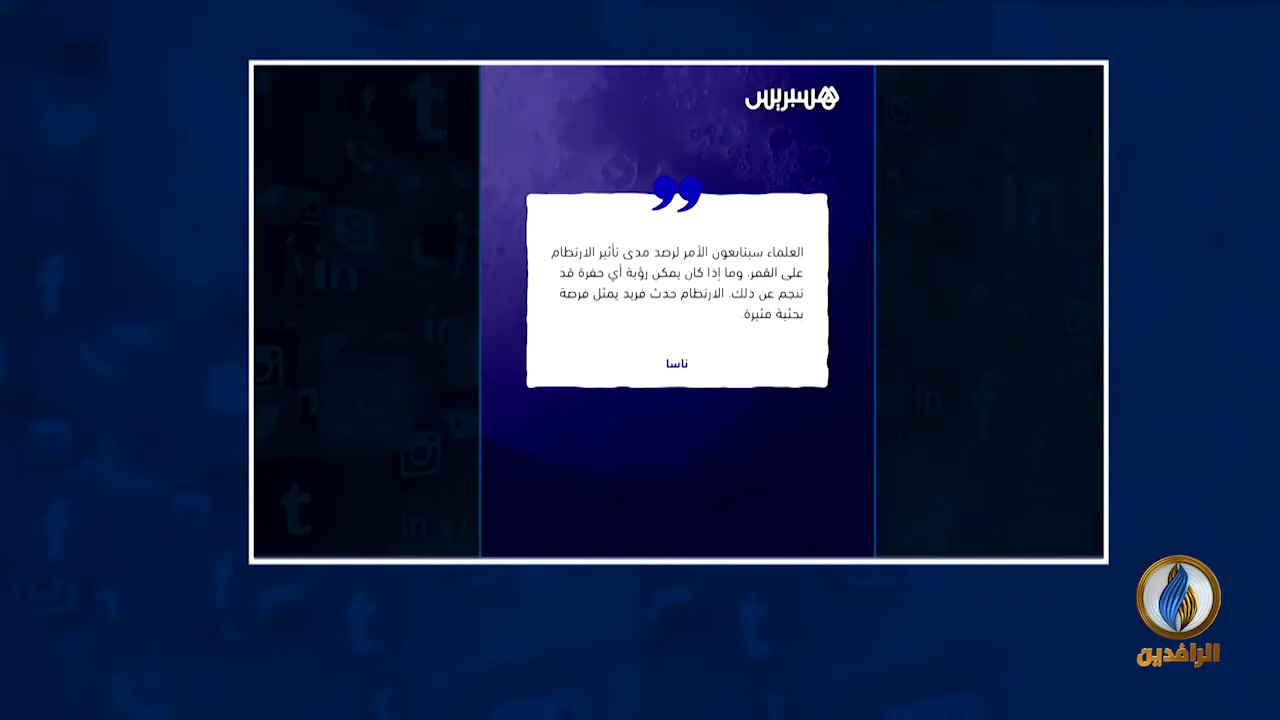 هسبريس
العلماء سيتابعون الأمر لرصد مدى تأثير الارتطام
على القمر، وما إذا كان يمكن رؤية أي حفرة قد
تنجم عن ذلك. الارتطام حدث فريد يمثل فرصة
بحثية مثيرة.
ناسا
الرافدين